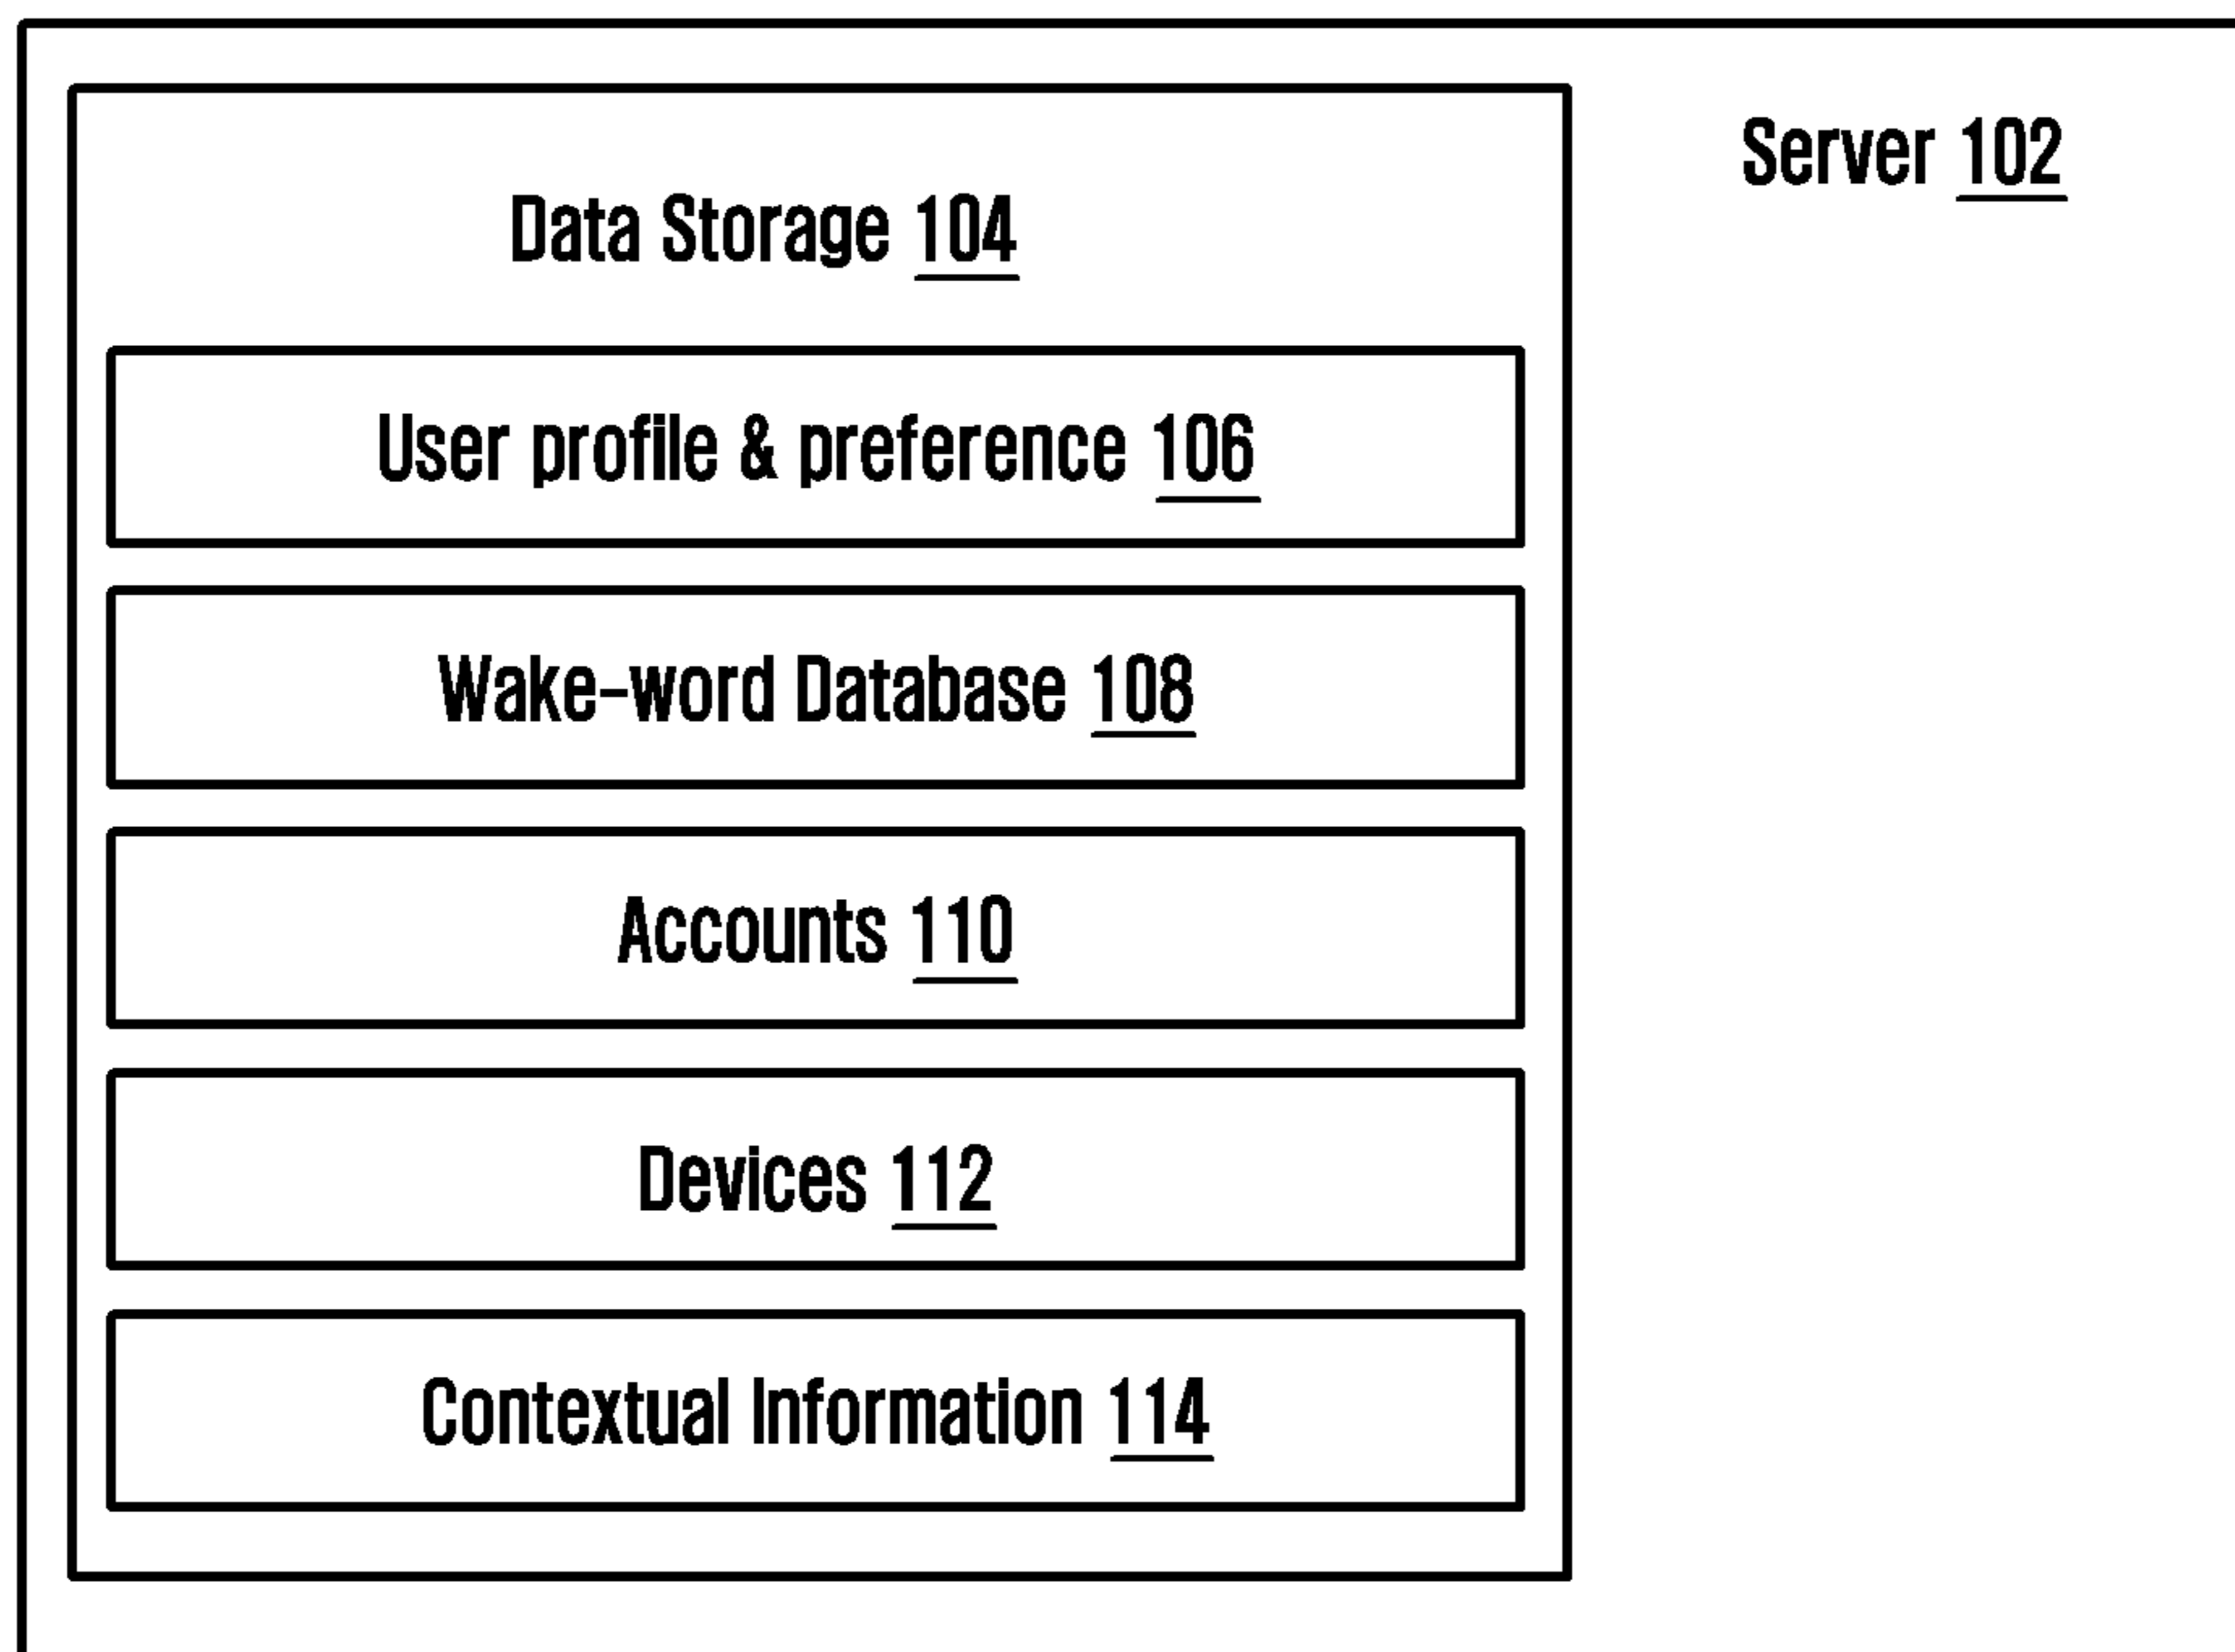 Server 102
Data Storage 104
User profile & preference 106
Wake-word Database 108
Accounts 110
Devices 112
Contextual Information 114